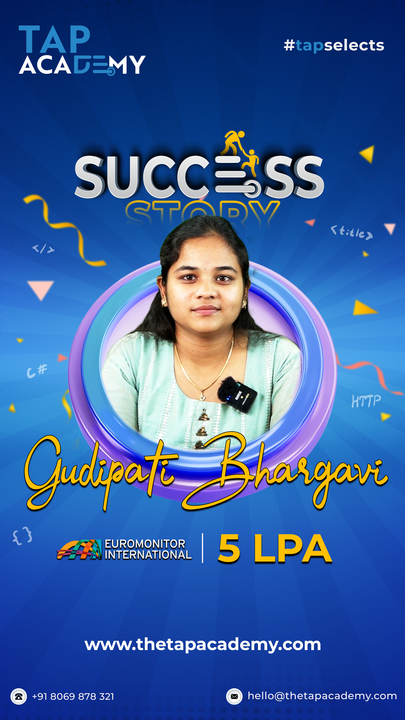 TAP
ACADEMY
#tapselects
SUCCESS
STORY
</>
<title>
C#
HTTP
Gudipati Bhargavi
{ }
EUROMONITOR
INTERNATIONAL
5 LPA
www.thetapacademy.com
+91 8069 878 321
hello@thetapacademy.com